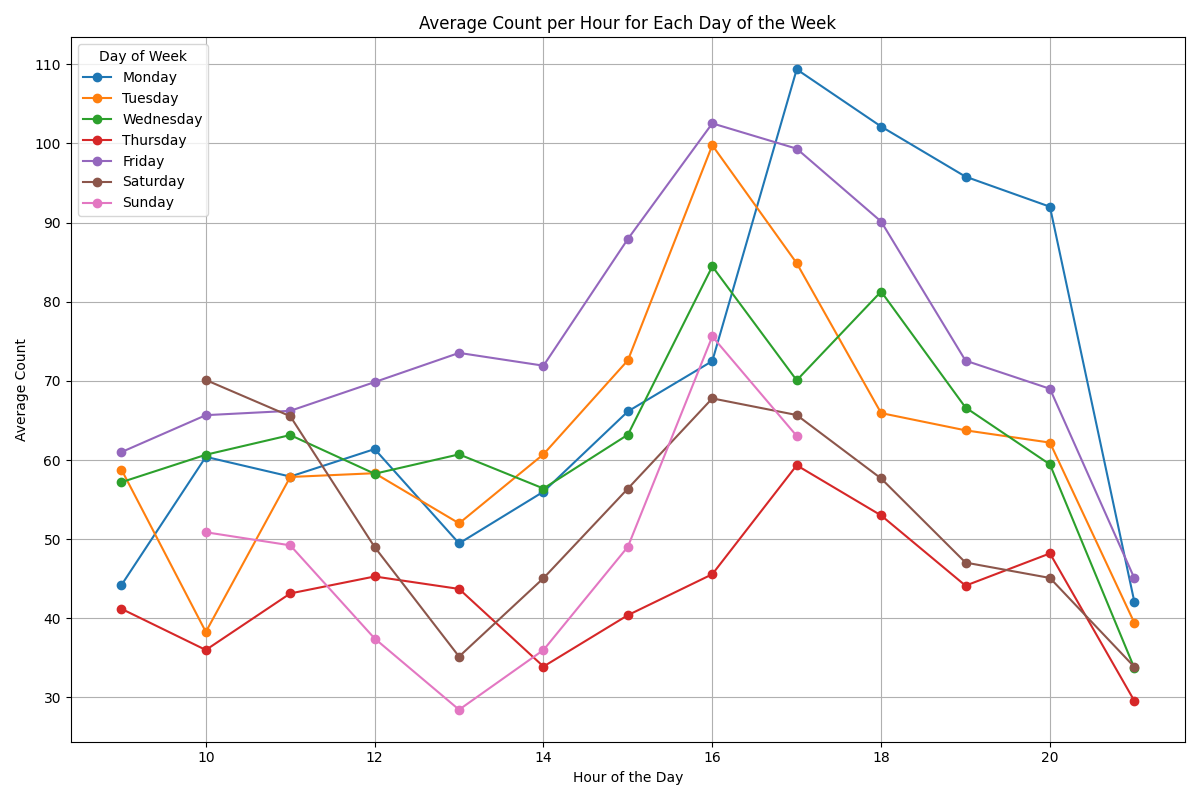 Average Count per Hour for Each Day of the Week
Day of Week
Monday
Tuesday
Wednesday
Thursday
Friday
Saturday
Sunday
Average Count
110
100
90
80
70
60
50
40
30
10 12 14 16 18 20
Hour of the Day